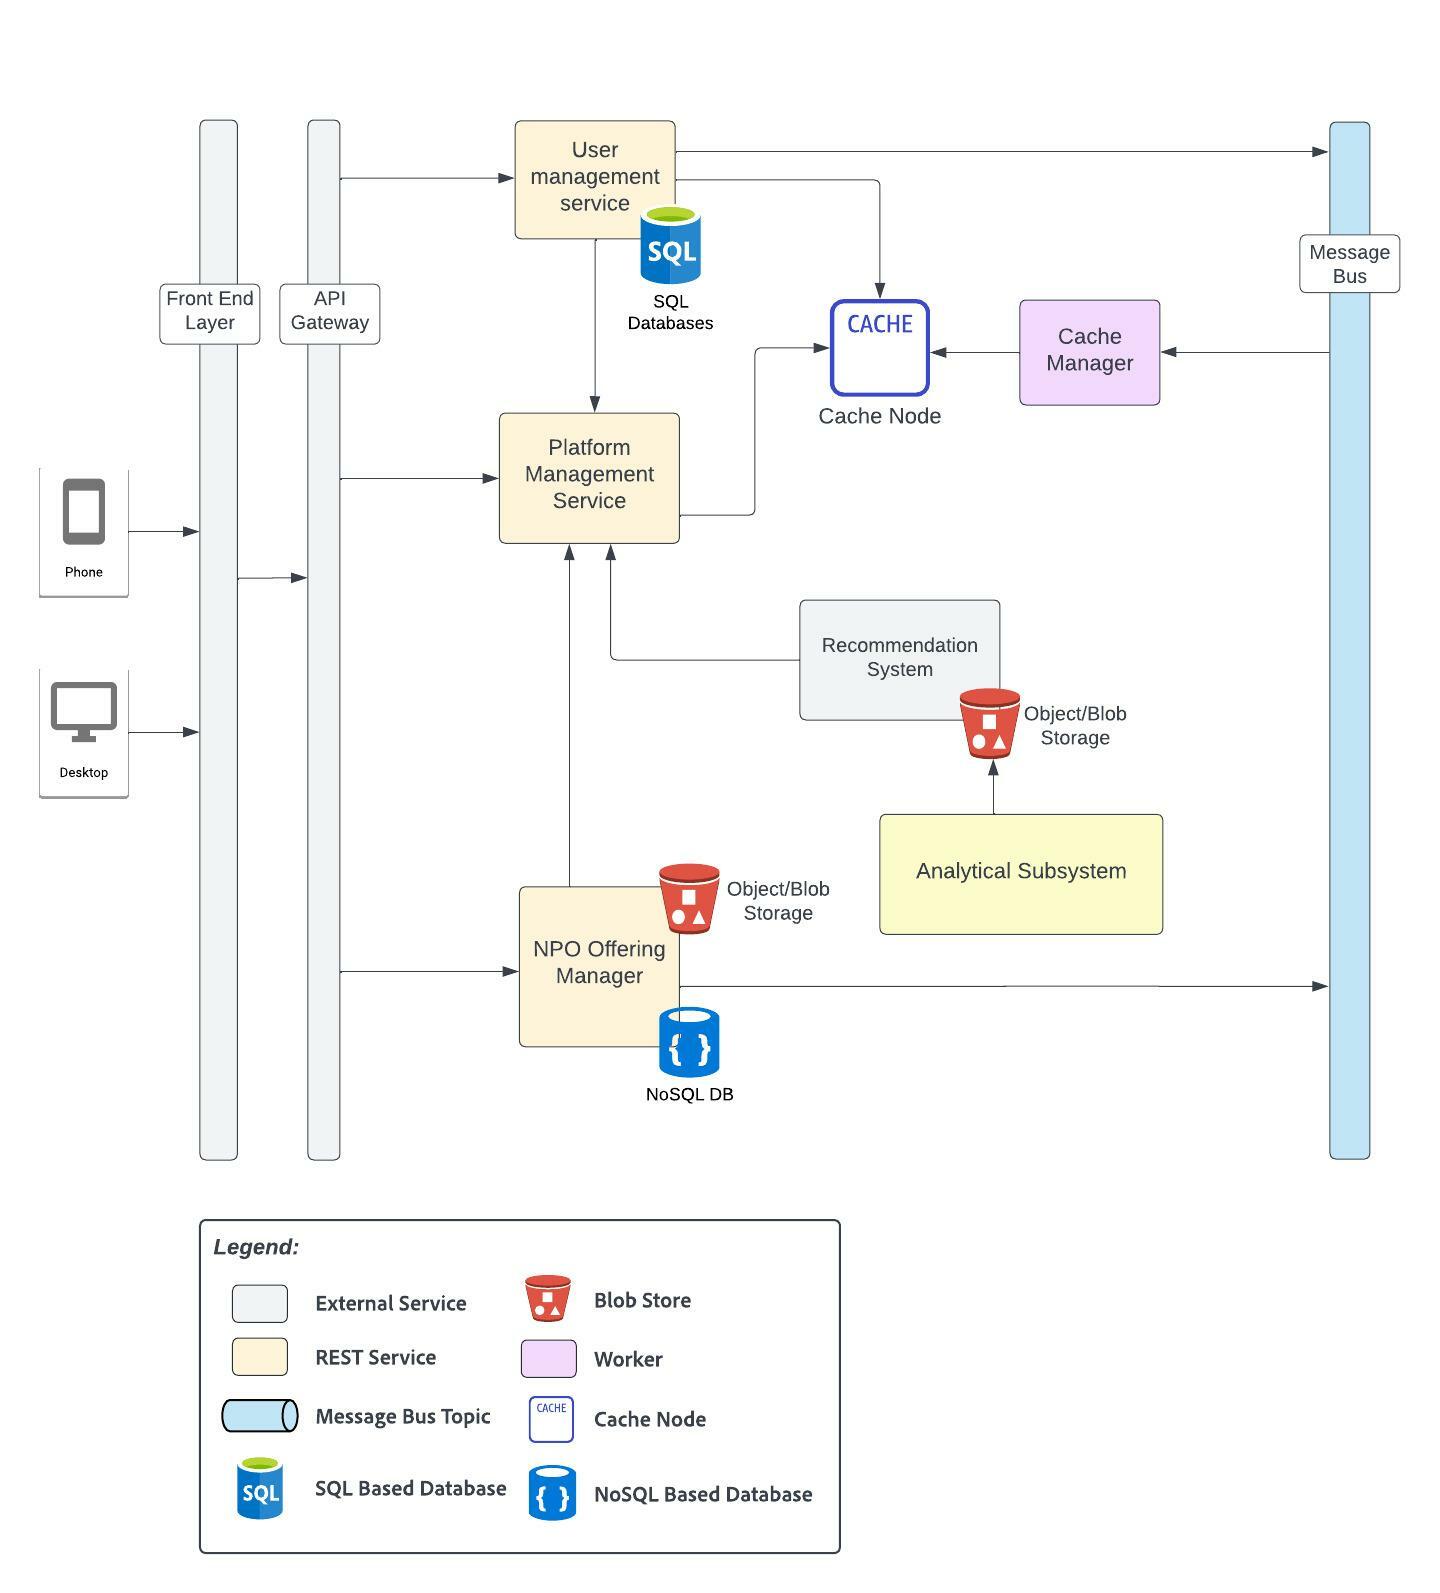 User
management
service
SQL
SQL
Databases
Message
Bus
Front End
Layer
API
Gateway
CACHE
Cache Node
Cache
Manager
Platform
Management
Service
Phone
Recommendation
System
Object/Blob
Storage
Desktop
Analytical Subsystem
Object/Blob
Storage
NPO Offering
Manager
{ }
NoSQL DB
Legend:
External Service
Blob Store
REST Service
Worker
Message Bus Topic
CACHE
Cache Node
SQL
SQL Based Database
{ }
NoSQL Based Database